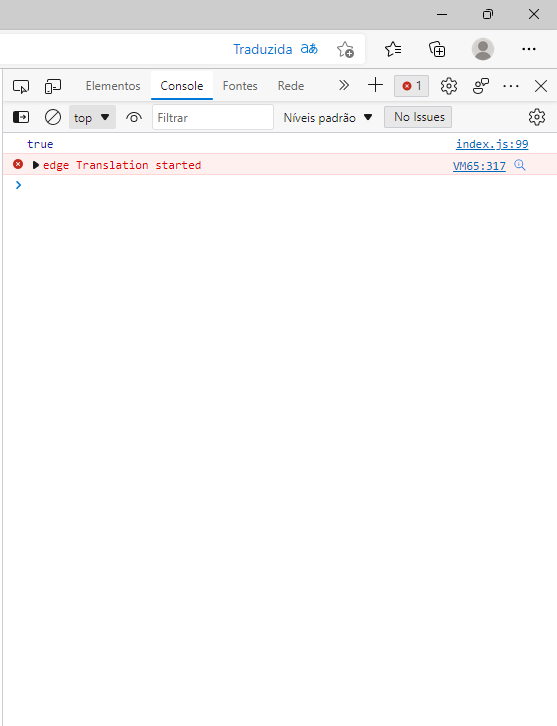 Traduzida aあ
Elementos Console Fontes Rede 1
top Filtrar Níveis padrão No Issues
true index.js:99
edge Translation started VM65:317